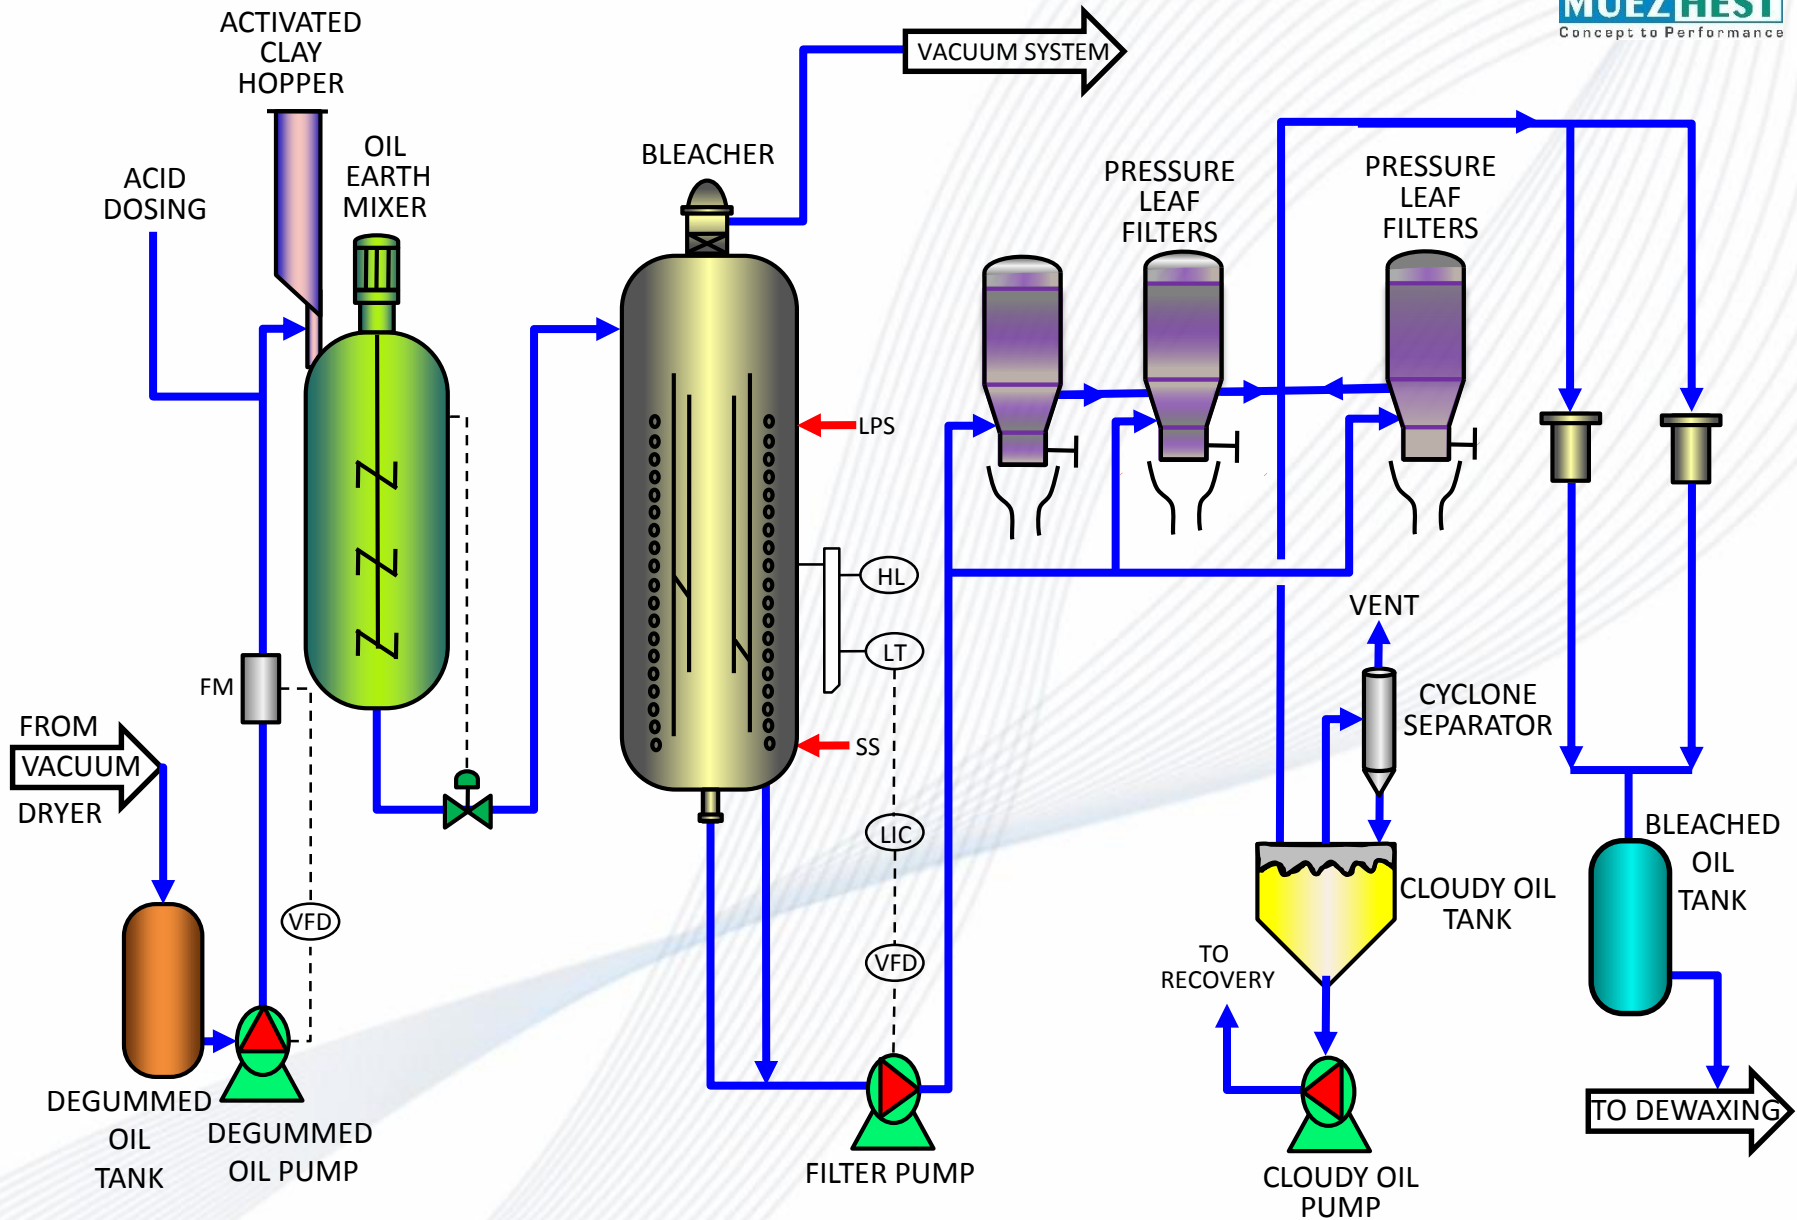 MUEZ HEST
Concept to Performance
ACTIVATED
CLAY
HOPPER
VACUUM SYSTEM
OIL
EARTH
MIXER
BLEACHER
ACID
DOSING
PRESSURE
LEAF
FILTERS
PRESSURE
LEAF
FILTERS
LPS
HL
LT
SS
LIC
VFD
FM
FROM
VACUUM
DRYER
VFD
VENT
CYCLONE
SEPARATOR
CLOUDY OIL
TANK
BLEACHED
OIL
TANK
TO
RECOVERY
TO DEWAXING
DEGUMMED
OIL
TANK
DEGUMMED
OIL PUMP
FILTER PUMP
CLOUDY OIL
PUMP